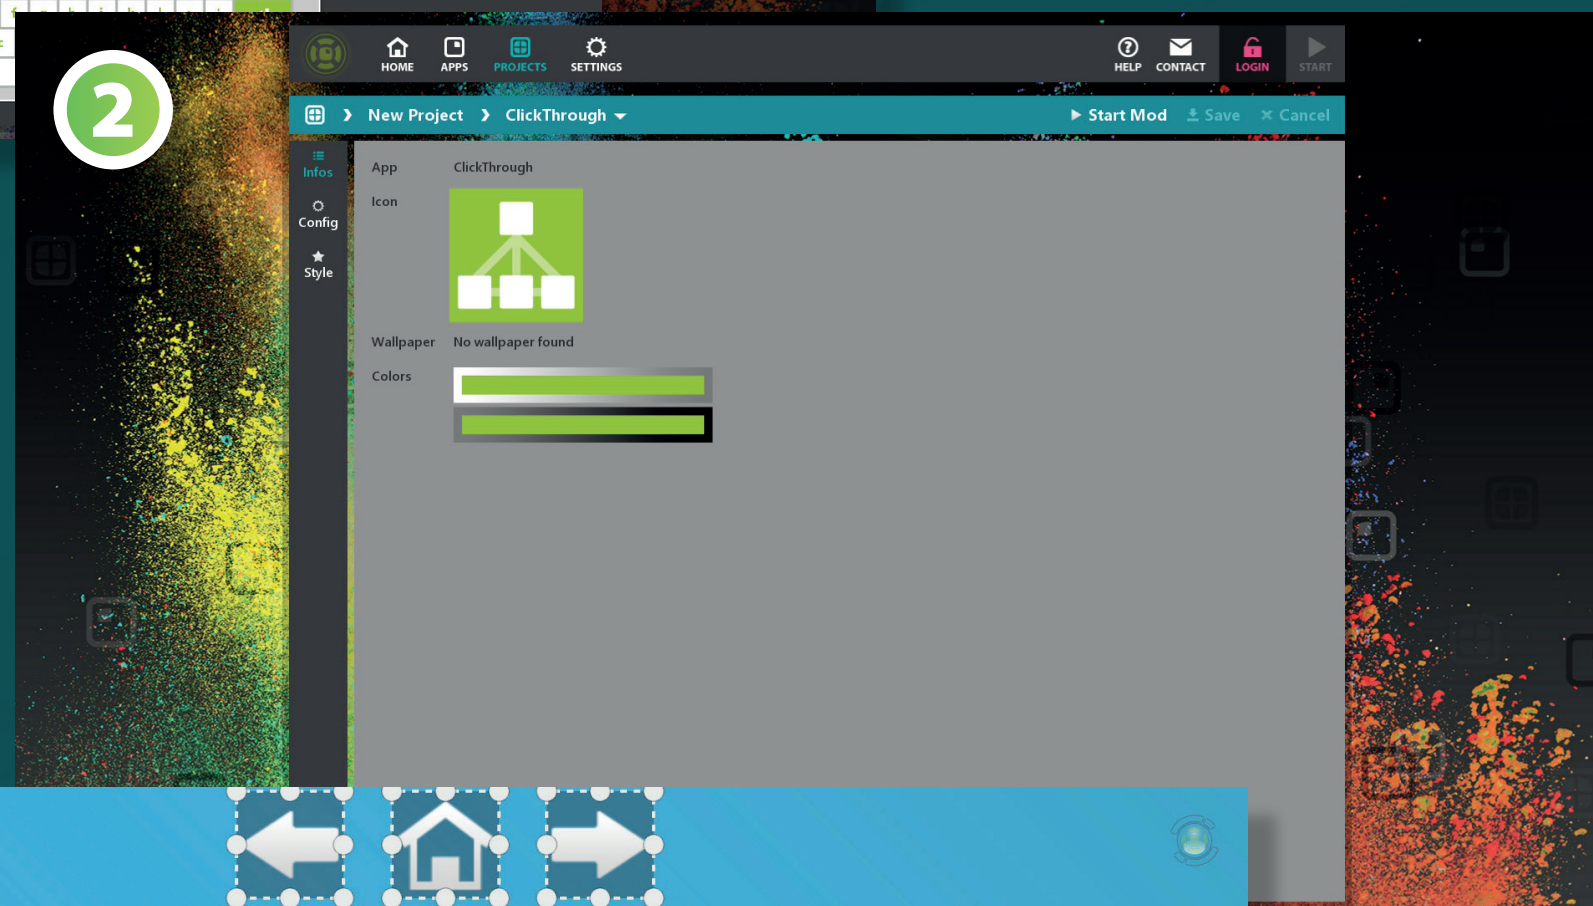 2
HOME APPS PROJECTS SETTINGS HELP CONTACT LOGIN START
New Project ClickThrough Start Mod Save Cancel
Infos
Config
Style
App ClickThrough
Icon
Wallpaper No wallpaper found
Colors